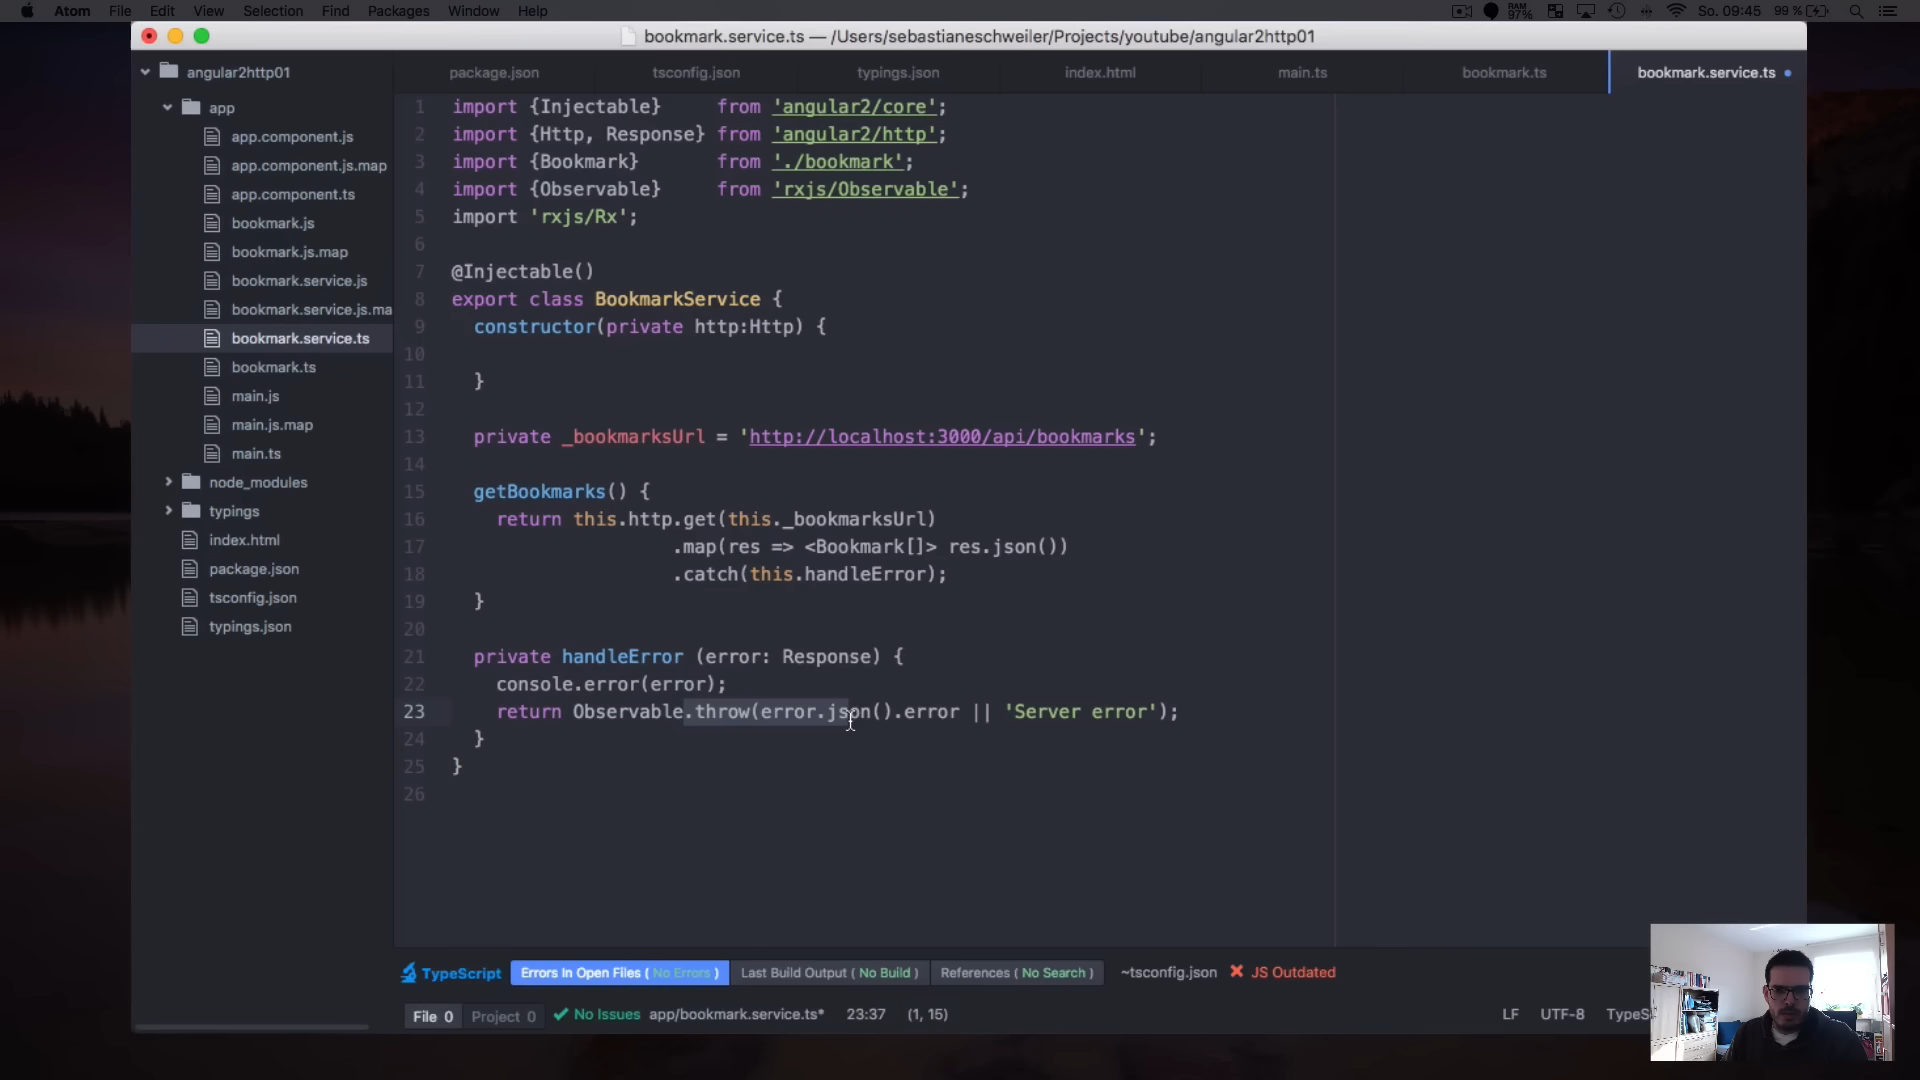 Atom File Edit View Selection Find Packages Window Help RAM 97% So. 09:45 99 %
bookmark.service.ts — /Users/sebastianeschweiler/Projects/youtube/angular2http01
angular2http01
package.json tsconfig.json typings.json index.html main.ts bookmark.ts bookmark.service.ts
app
app.component.js
app.component.js.map
app.component.ts
bookmark.js
bookmark.js.map
bookmark.service.js
bookmark.service.js.ma
bookmark.service.ts
bookmark.ts
main.js
main.js.map
main.ts
node_modules
typings
index.html
package.json
tsconfig.json
typings.json
1 import {Injectable} from 'angular2/core';
2 import {Http, Response} from 'angular2/http';
3 import {Bookmark} from './bookmark';
4 import {Observable} from 'rxjs/Observable';
5 import 'rxjs/Rx';
6
7 @Injectable()
8 export class BookmarkService {
9 constructor(private http:Http) {
10
11 }
12
13 private _bookmarksUrl = 'http://localhost:3000/api/bookmarks';
14
15 getBookmarks() {
16 return this.http.get(this._bookmarksUrl)
17 .map(res => <Bookmark[]> res.json())
18 .catch(this.handleError);
19 }
20
21 private handleError (error: Response) {
22 console.error(error);
23 return Observable.throw(error.json().error || 'Server error');
24 }
25 }
26
TypeScript Errors In Open Files ( No Errors ) Last Build Output ( No Build ) References ( No Search ) ~tsconfig.json JS Outdated
File 0 Project 0 No Issues app/bookmark.service.ts* 23:37 (1, 15) LF UTF-8 TypeS